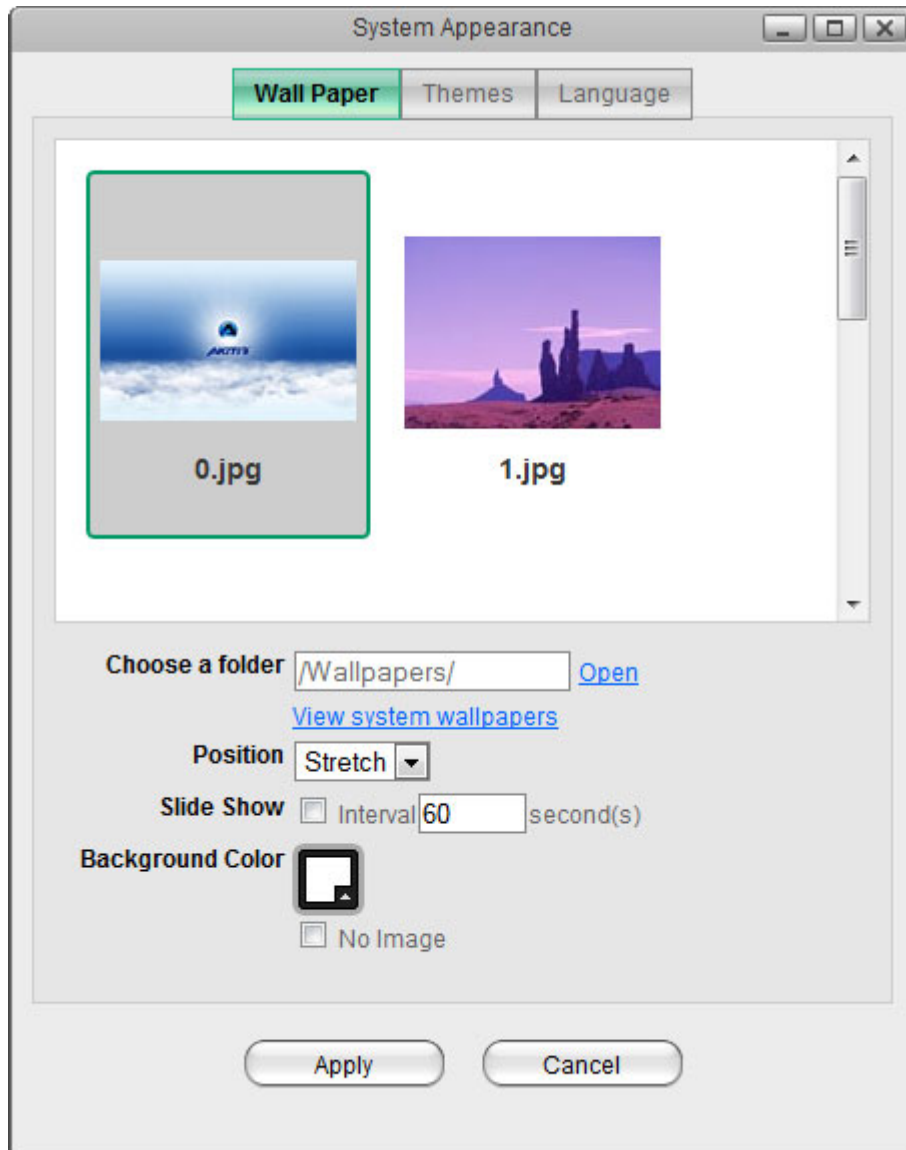 System Appearance
Wall Paper Themes Language
AKITIO
0.jpg 1.jpg
Choose a folder /Wallpapers/ Open
View system wallpapers
Position Stretch
Slide Show Interval 60 second(s)
Background Color
No Image
Apply Cancel